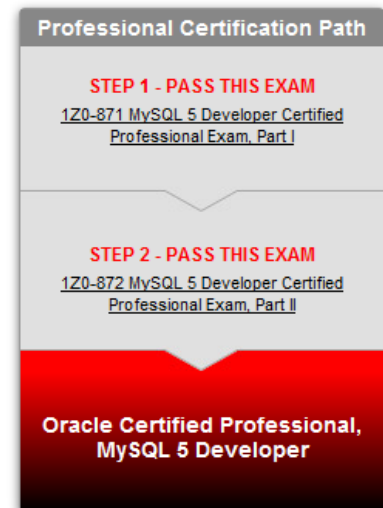 Professional Certification Path
STEP 1 - PASS THIS EXAM
1Z0-871 MySQL 5 Developer Certified
Professional Exam, Part I
STEP 2 - PASS THIS EXAM
1Z0-872 MySQL 5 Developer Certified
Professional Exam, Part II
Oracle Certified Professional,
MySQL 5 Developer